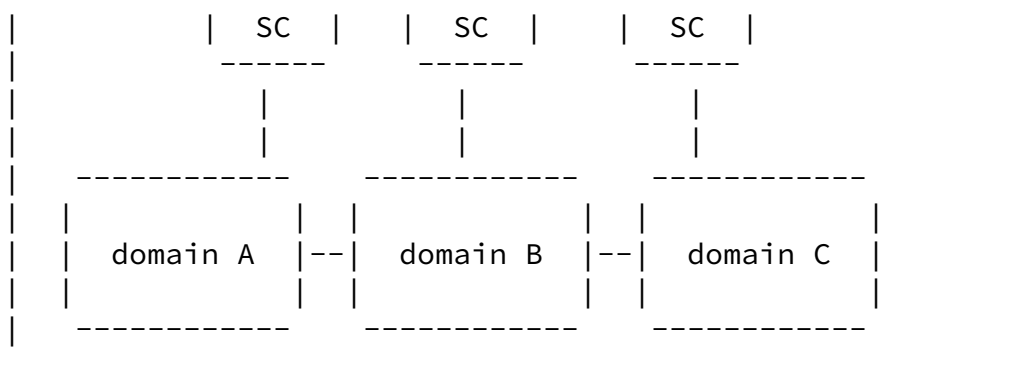 |                | SC  |     | SC  |      | SC  |
|                 ------       ------        ------
|                    |            |             |
|                    |            |             |
|     ------------    ------------    ------------
|    |            |  |            |  |            |
|    |  domain A  |--|  domain B  |--|  domain C  |
|    |            |  |            |  |            |
|     ------------    ------------    ------------